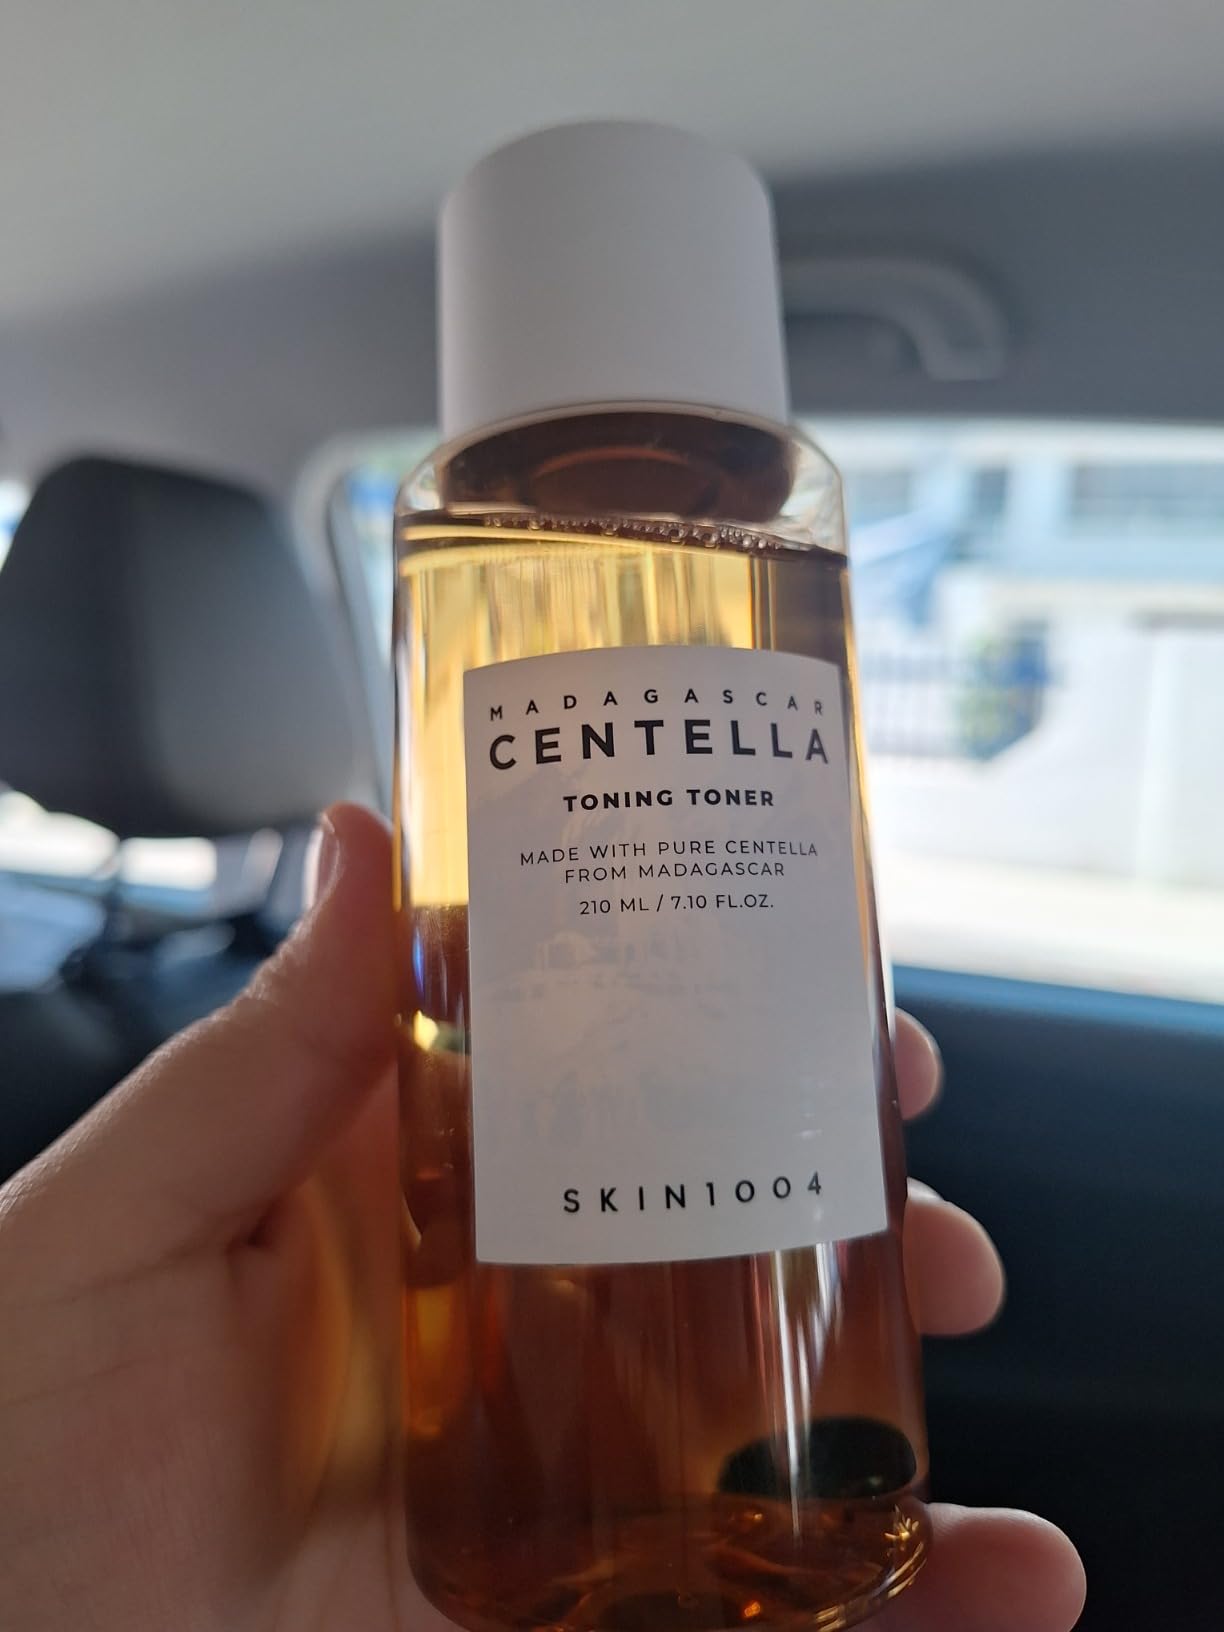 MADAGASCAR
CENTELLA
TONING TONER
MADE WITH PURE CENTELLA
FROM MADAGASCAR
210 ML / 7.10 FL.OZ.
SKIN1004